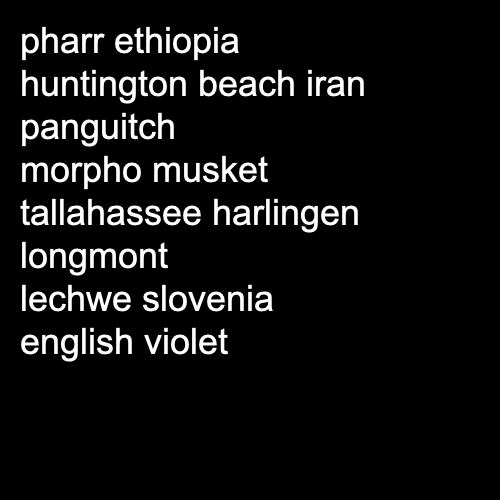 pharr ethiopia
huntington beach iran
panguitch
morpho musket
tallahassee harlingen
longmont
lechwe slovenia
english violet